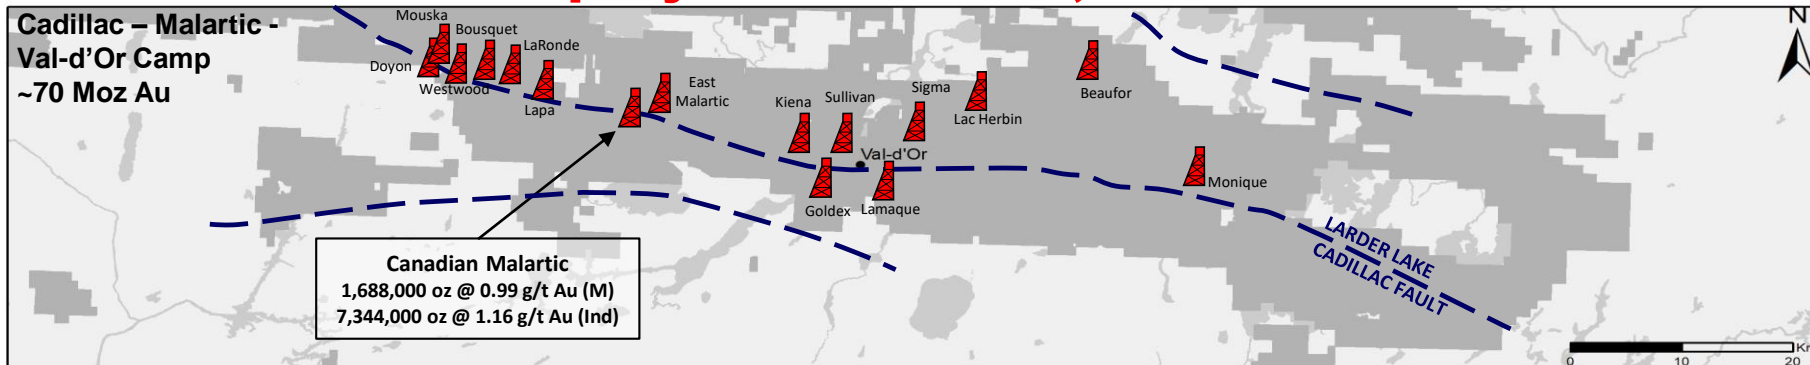 Cadillac – Malartic -
Val-d’Or Camp
~70 Moz Au
N
Mouska
Bousquet
LaRonde
Doyon
Westwood
Lapa
East
Malartic
Kiena
Sullivan
Sigma
Lac Herbin
Beaufor
Val-d'Or
Goldex
Lamaque
Monique
LARDER LAKE
CADILLAC FAULT
Canadian Malartic
1,688,000 oz @ 0.99 g/t Au (M)
7,344,000 oz @ 1.16 g/t Au (Ind)
0 10 20